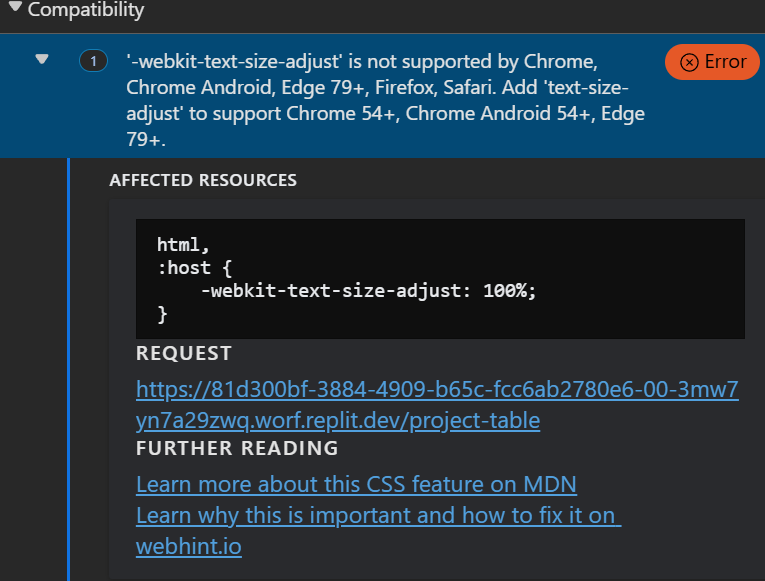 Compatibility
1 '-webkit-text-size-adjust' is not supported by Chrome, Error
Chrome Android, Edge 79+, Firefox, Safari. Add 'text-size-
adjust' to support Chrome 54+, Chrome Android 54+, Edge
79+.
AFFECTED RESOURCES
html,
:host {
    -webkit-text-size-adjust: 100%;
}
REQUEST
https://81d300bf-3884-4909-b65c-fcc6ab2780e6-00-3mw7
yn7a29zwq.worf.replit.dev/project-table
FURTHER READING
Learn more about this CSS feature on MDN
Learn why this is important and how to fix it on
webhint.io